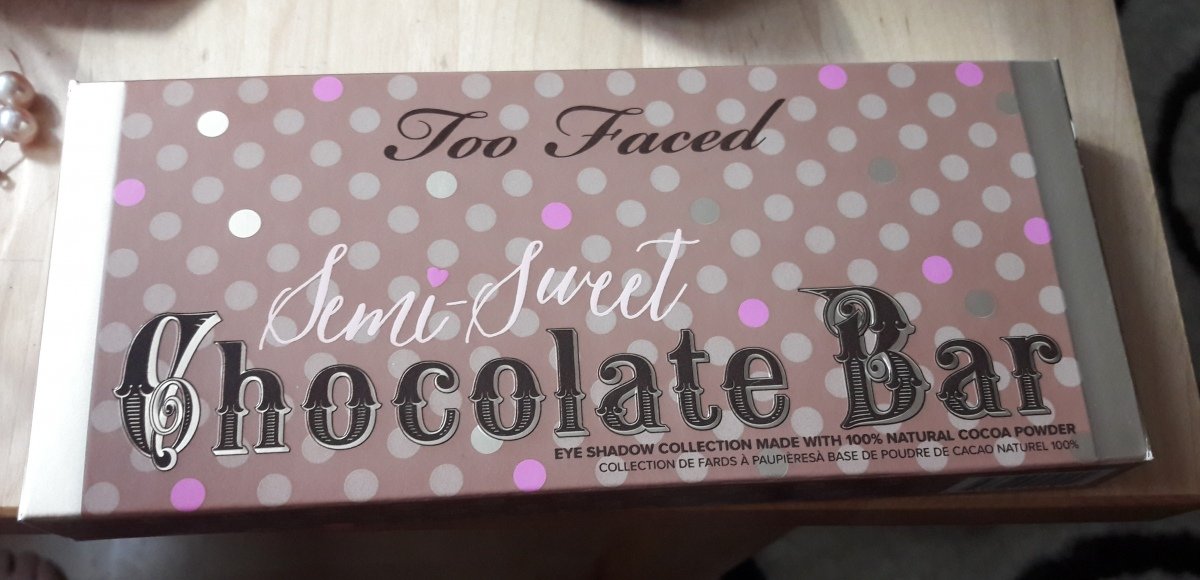 Too Faced
Semi-Sweet
Chocolate Bar
EYE SHADOW COLLECTION MADE WITH 100% NATURAL COCOA POWDER
COLLECTION DE FARDS À PAUPIÈRESÀ BASE DE POUDRE DE CACAO NATUREL 100%